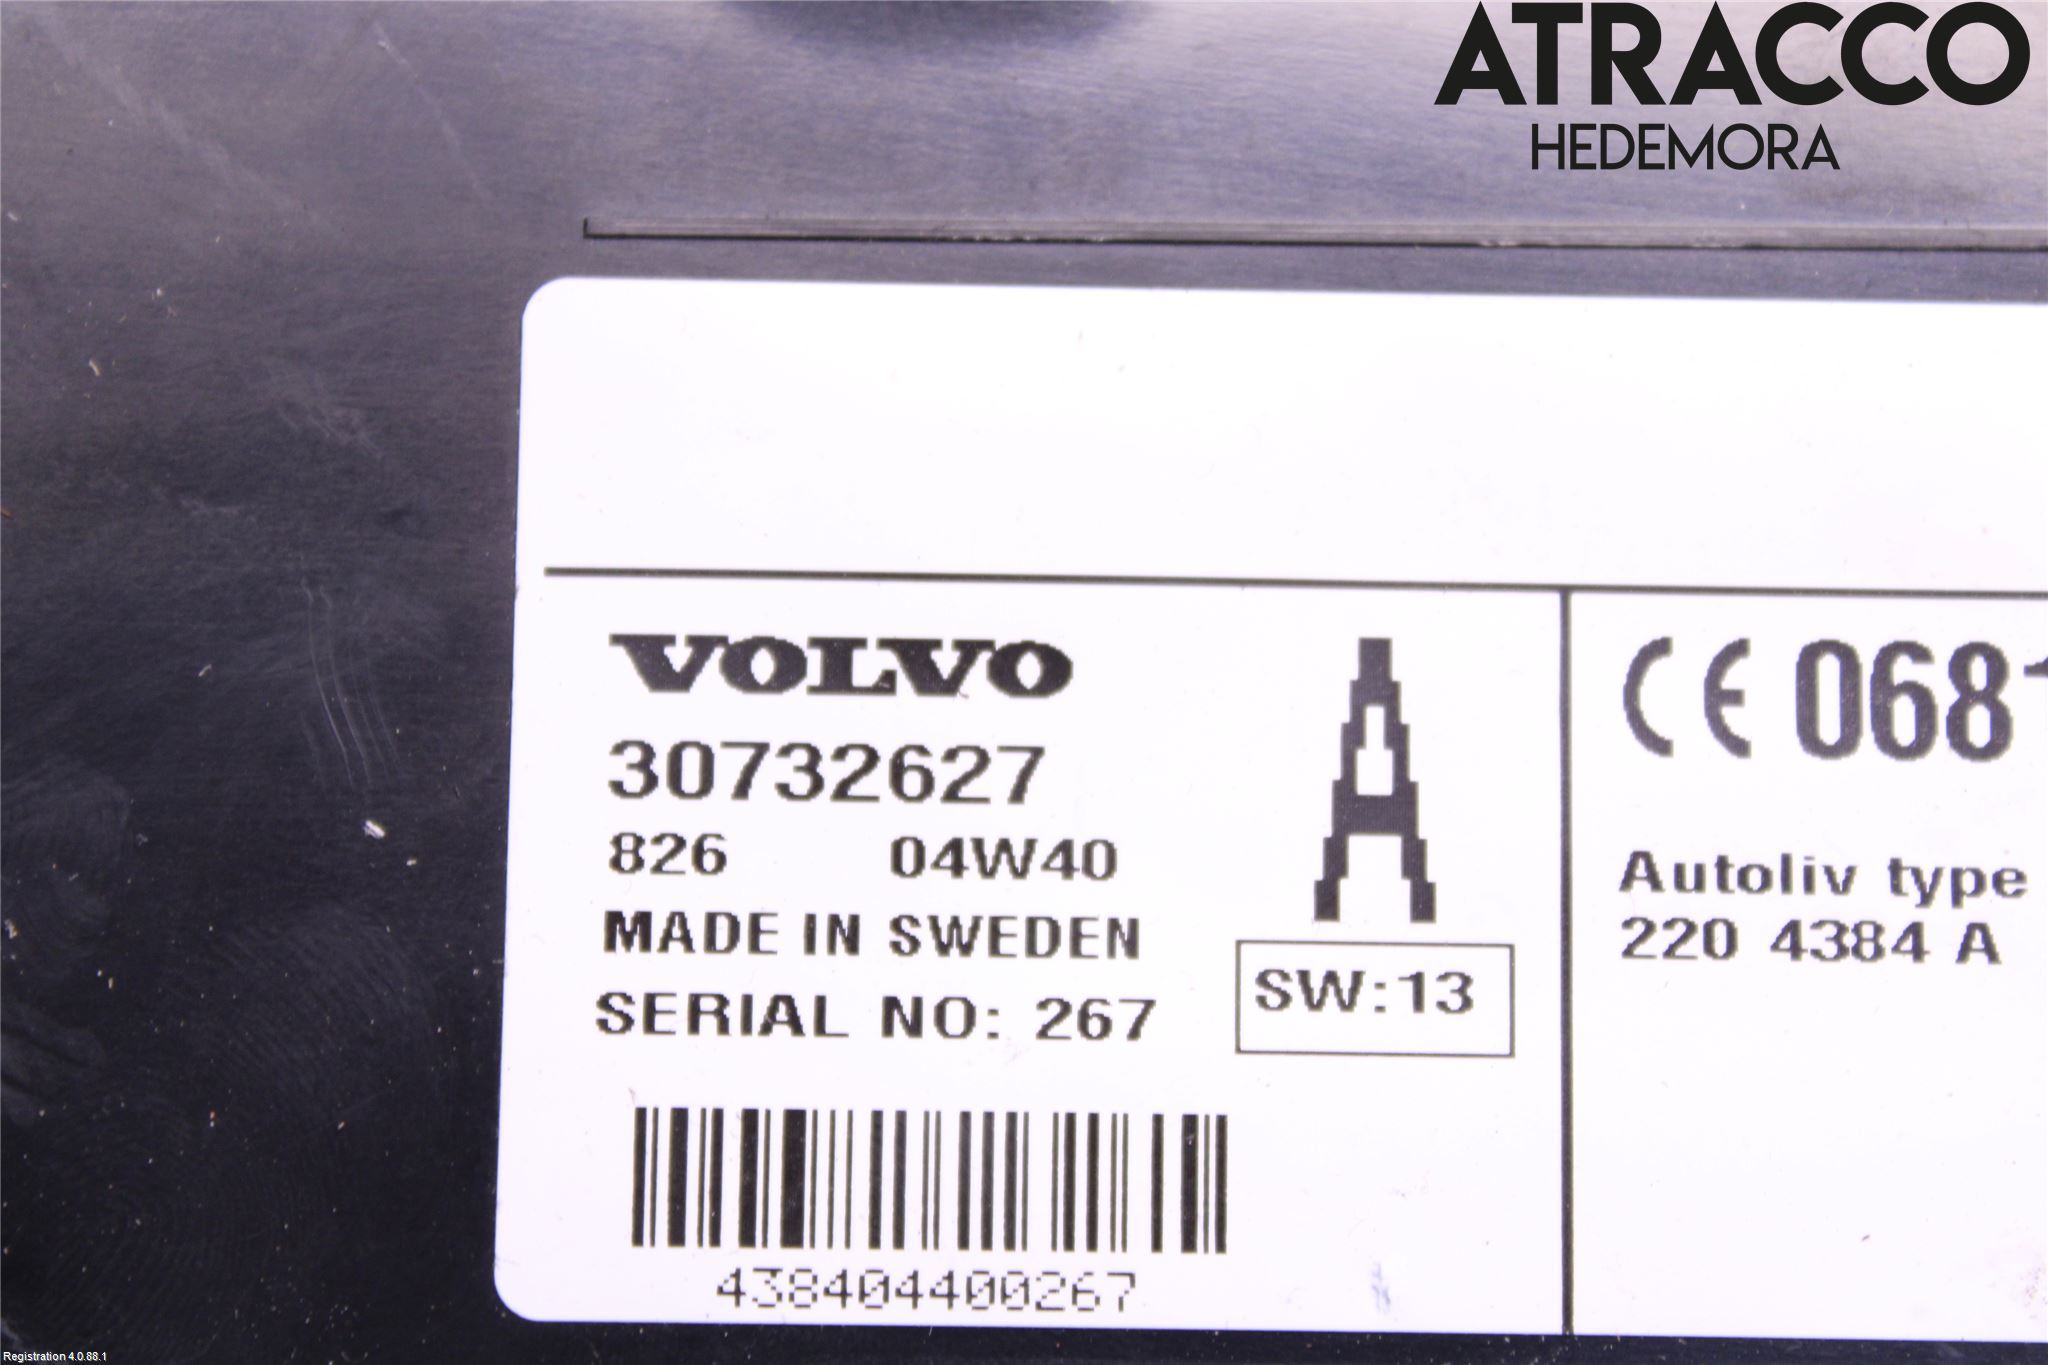 ATRACCO
HEDEMORA
VOLVO
30732627
826 04W40
MADE IN SWEDEN
SERIAL NO: 267
SW:13
438404400267
CE 0681
Autoliv type
220 4384 A
Registration 4.0.88.1